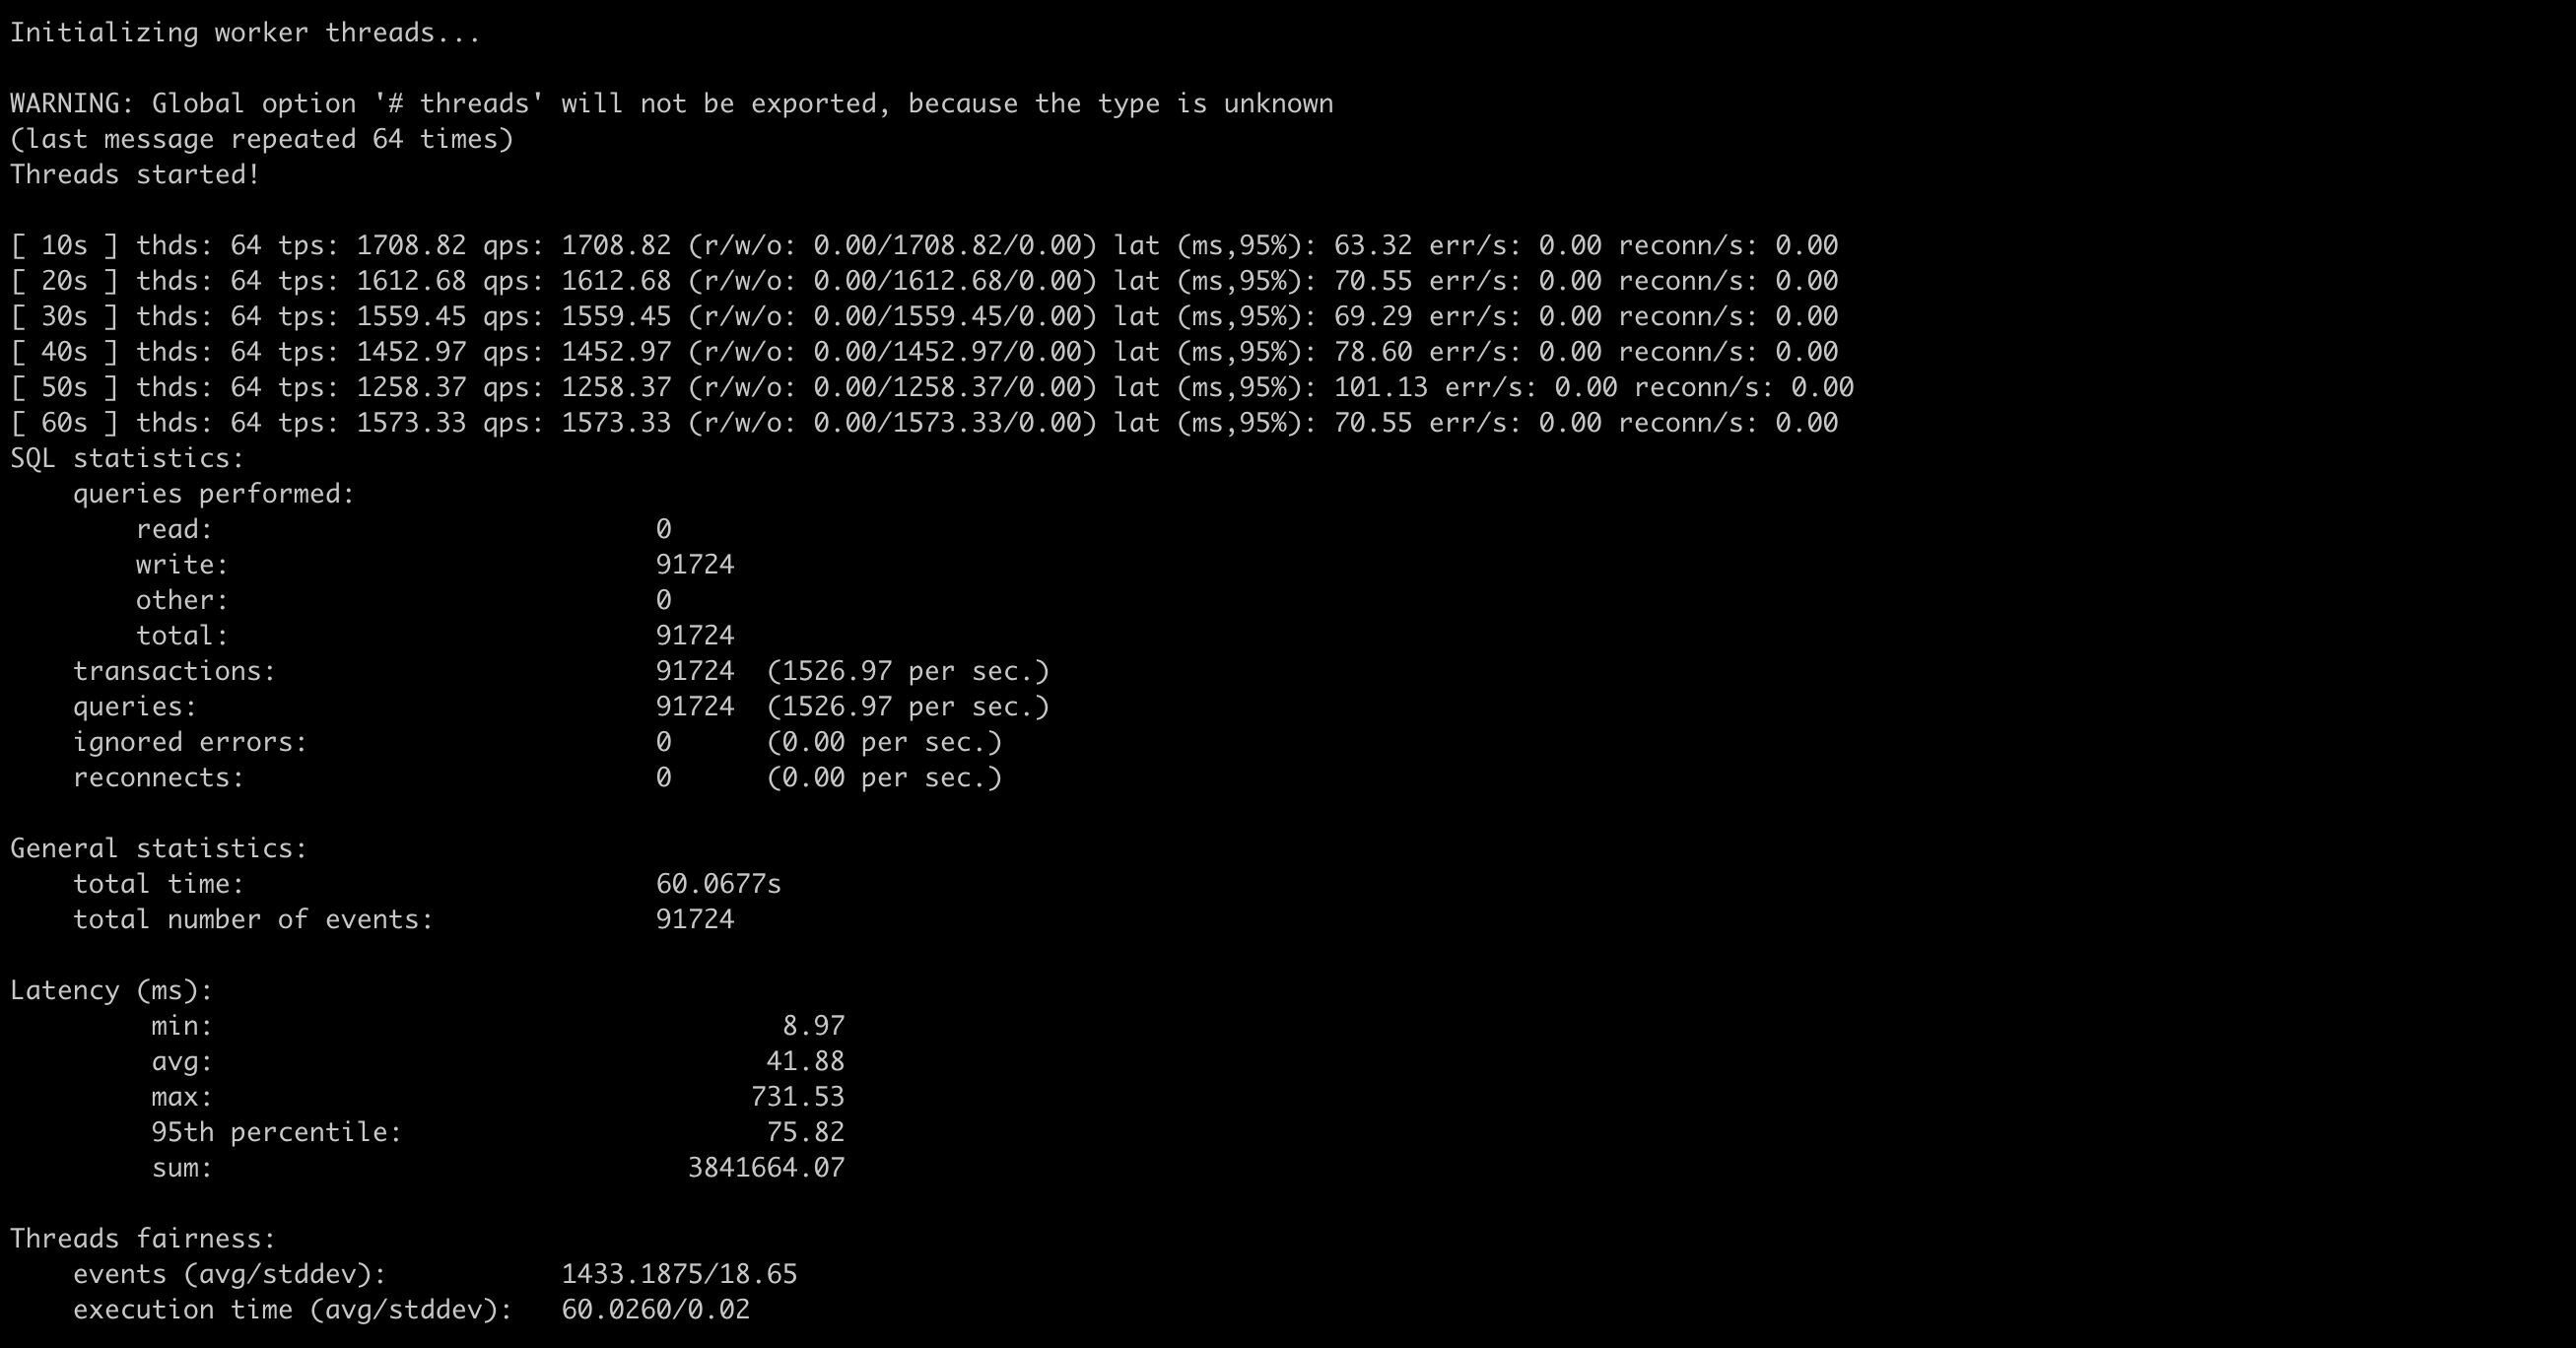 Initializing worker threads...
WARNING: Global option '# threads' will not be exported, because the type is unknown
(last message repeated 64 times)
Threads started!
[ 10s ] thds: 64 tps: 1708.82 qps: 1708.82 (r/w/o: 0.00/1708.82/0.00) lat (ms,95%): 63.32 err/s: 0.00 reconn/s: 0.00
[ 20s ] thds: 64 tps: 1612.68 qps: 1612.68 (r/w/o: 0.00/1612.68/0.00) lat (ms,95%): 70.55 err/s: 0.00 reconn/s: 0.00
[ 30s ] thds: 64 tps: 1559.45 qps: 1559.45 (r/w/o: 0.00/1559.45/0.00) lat (ms,95%): 69.29 err/s: 0.00 reconn/s: 0.00
[ 40s ] thds: 64 tps: 1452.97 qps: 1452.97 (r/w/o: 0.00/1452.97/0.00) lat (ms,95%): 78.60 err/s: 0.00 reconn/s: 0.00
[ 50s ] thds: 64 tps: 1258.37 qps: 1258.37 (r/w/o: 0.00/1258.37/0.00) lat (ms,95%): 101.13 err/s: 0.00 reconn/s: 0.00
[ 60s ] thds: 64 tps: 1573.33 qps: 1573.33 (r/w/o: 0.00/1573.33/0.00) lat (ms,95%): 70.55 err/s: 0.00 reconn/s: 0.00
SQL statistics:
    queries performed:
        read:                            0
        write:                           91724
        other:                           0
        total:                           91724
    transactions:                        91724  (1526.97 per sec.)
    queries:                             91724  (1526.97 per sec.)
    ignored errors:                      0      (0.00 per sec.)
    reconnects:                          0      (0.00 per sec.)
General statistics:
    total time:                          60.0677s
    total number of events:              91724
Latency (ms):
         min:                                    8.97
         avg:                                   41.88
         max:                                  731.53
         95th percentile:                       75.82
         sum:                              3841664.07
Threads fairness:
    events (avg/stddev):           1433.1875/18.65
    execution time (avg/stddev):   60.0260/0.02